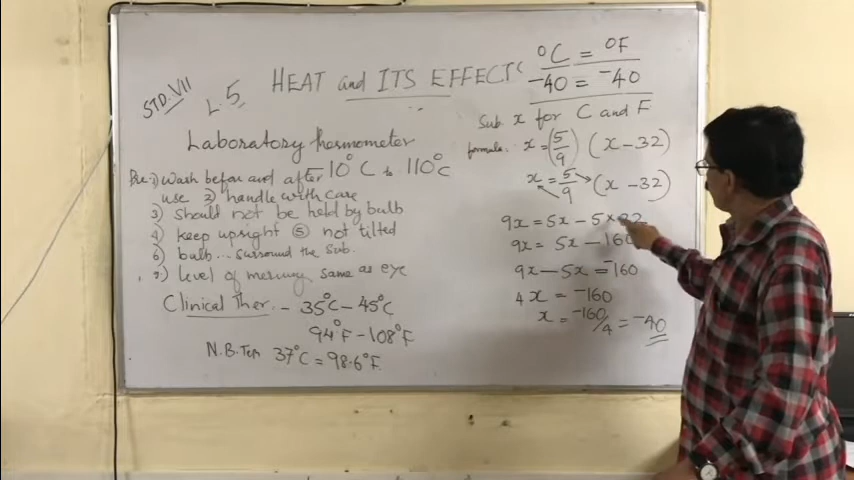 STD. VII
L. 5 HEAT and ITS EFFECTS
Laboratory thermometer
-10°C to 110°C
Pre:- 1) Wash before and after
use 2) handle with care
3) should not be held by bulb
4) keep upright ⑤ not tilted
6) bulb... surround the sub.
7) level of mercury same as eye
Clinical Ther. - 35°C - 45°C
94°F - 108°F
N.B. Tem 37°C = 98.6°F
°C = °F
-40 = -40
Sub x for C and F
formula: x = (5/9) (x - 32)
x = 5/9 (x - 32)
9x = 5x - 5 x 32
9x = 5x - 160
9x - 5x = -160
4x = -160
x = -160/4 = -40